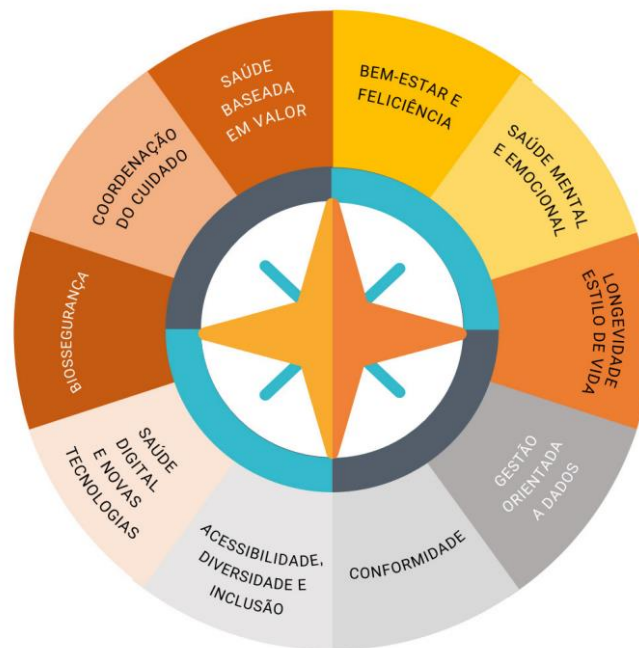 BEM-ESTAR E
FELICIÊNCIA
SAÚDE MENTAL
E EMOCIONAL
LONGEVIDADE
ESTILO DE VIDA
GESTÃO
ORIENTADA
A DADOS
CONFORMIDADE
ACESSIBILIDADE,
DIVERSIDADE E
INCLUSÃO
SAÚDE
DIGITAL
E NOVAS
TECNOLOGIAS
BIOSSEGURANÇA
COORDENAÇÃO
DO CUIDADO
SAÚDE
BASEADA
EM VALOR